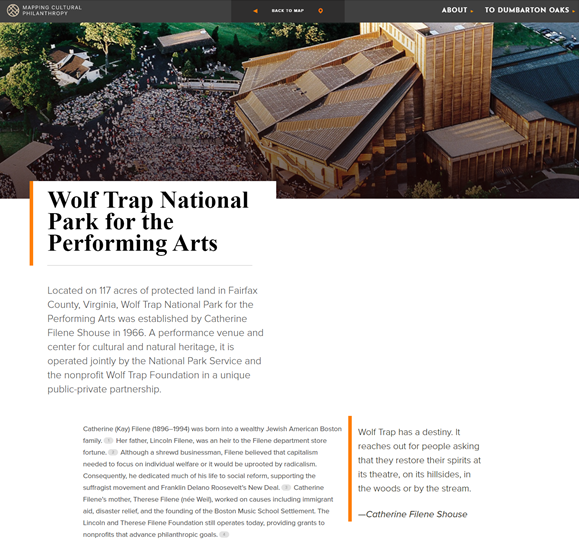 MAPPING CULTURAL
PHILANTHROPY
BACK TO MAP
ABOUT
TO DUMBARTON OAKS
Wolf Trap National
Park for the
Performing Arts
Located on 117 acres of protected land in Fairfax
County, Virginia, Wolf Trap National Park for the
Performing Arts was established by Catherine
Filene Shouse in 1966. A performance venue and
center for cultural and natural heritage, it is
operated jointly by the National Park Service and
the nonprofit Wolf Trap Foundation in a unique
public-private partnership.
Catherine (Kay) Filene (1896–1994) was born into a wealthy Jewish American Boston
family. Her father, Lincoln Filene, was an heir to the Filene department store
fortune. Although a shrewd businessman, Filene believed that capitalism
needed to focus on individual welfare or it would be uprooted by radicalism.
Consequently, he dedicated much of his life to social reform, supporting the
suffragist movement and Franklin Delano Roosevelt's New Deal. Catherine
Filene's mother, Therese Filene (née Weil), worked on causes including immigrant
aid, disaster relief, and the founding of the Boston Music School Settlement. The
Lincoln and Therese Filene Foundation still operates today, providing grants to
nonprofits that advance philanthropic goals.
Wolf Trap has a destiny. It
reaches out for people asking
that they restore their spirits at
its theatre, on its hillsides, in
the woods or by the stream.
—Catherine Filene Shouse